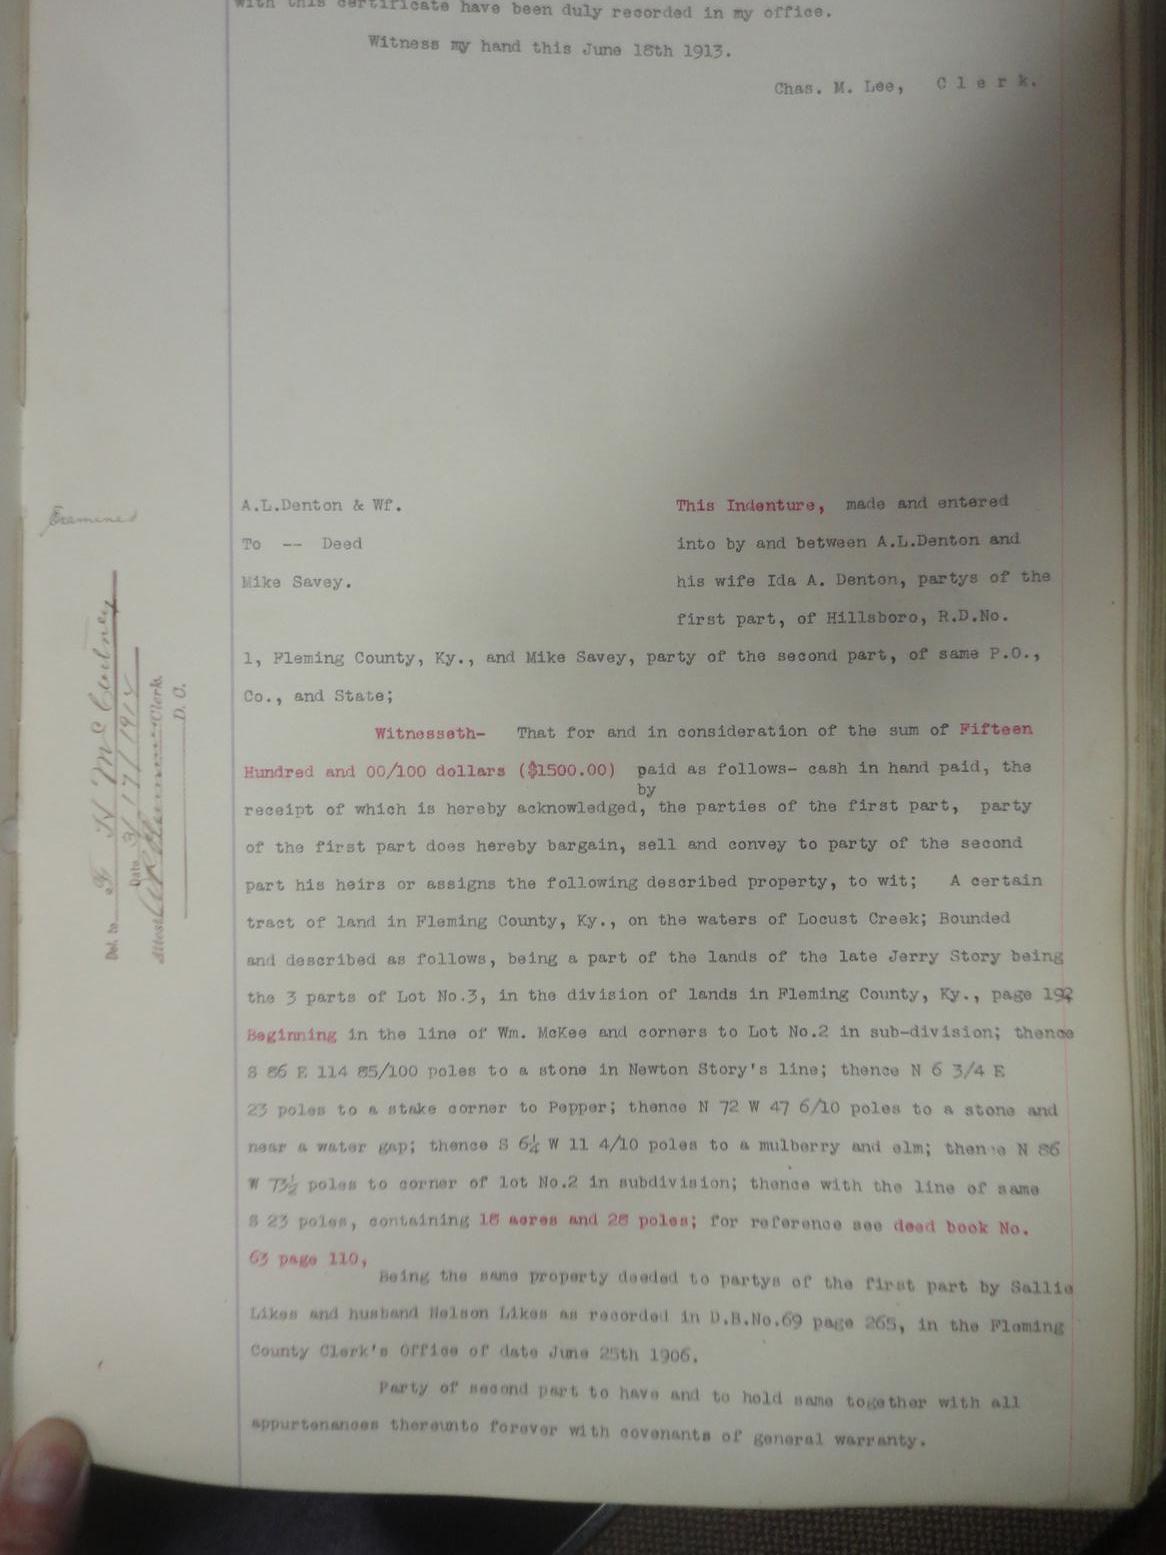 with this certificate have been duly recorded in my office.
Witness my hand this June 18th 1913.
Chas. M. Lee, Clerk.
A.L.Denton & Wf.
To -- Deed
Mike Savey.
This Indenture, made and entered
into by and between A.L.Denton and
his wife Ida A. Denton, partys of the
first part, of Hillsboro, R.D.No.
1, Fleming County, Ky., and Mike Savey, party of the second part, of same P.O.,
Co., and State;
Witnesseth- That for and in consideration of the sum of Fifteen
Hundred and 00/100 dollars ($1500.00) paid as follows- cash in hand paid, the
by
receipt of which is hereby acknowledged, the parties of the first part, party
of the first part does hereby bargain, sell and convey to party of the second
part his heirs or assigns the following described property, to wit; A certain
tract of land in Fleming County, Ky., on the waters of Locust Creek; Bounded
and described as follows, being a part of the lands of the late Jerry Story being
the 3 parts of Lot No.3, in the division of lands in Fleming County, Ky., page 192
Beginning in the line of Wm. McKee and corners to Lot No.2 in sub-division; thence
S 86 E 114 85/100 poles to a stone in Newton Story's line; thence N 6 3/4 E
23 poles to a stake corner to Pepper; thence N 72 W 47 6/10 poles to a stone and
near a water gap; thence S 6¼ W 11 4/10 poles to a mulberry and elm; thence N 86
W 73½ poles to corner of lot No.2 in subdivision; thence with the line of same
S 23 poles, containing 18 acres and 28 poles; for reference see deed book No.
63 page 110,
Being the same property deeded to partys of the first part by Sallie
Likes and husband Nelson Likes as recorded in D.B.No.69 page 265, in the Fleming
County Clerk's Office of date June 25th 1906.
Party of second part to have and to hold same together with all
appurtenances thereunto forever with covenants of general warranty.
Examined
Del. to
Date
Attest Clerk
D. C.